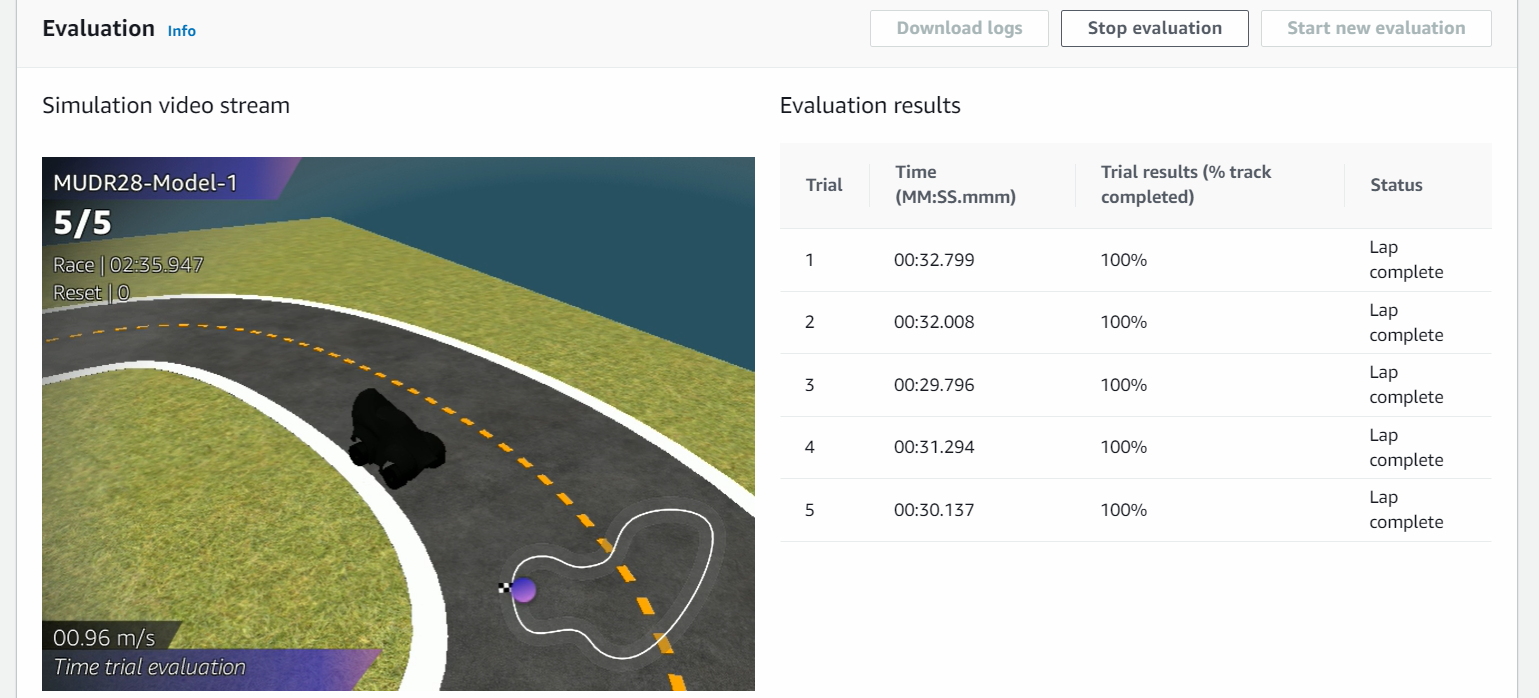 Evaluation Info
Download logs
Stop evaluation
Start new evaluation
Simulation video stream
MUDR28-Model-1
5/5
Race | 02:35.947
Reset | 0
00.96 m/s
Time trial evaluation
Evaluation results
Trial
Time
(MM:SS.mmm)
Trial results (% track
completed)
Status
1 00:32.799 100% Lap
complete
2 00:32.008 100% Lap
complete
3 00:29.796 100% Lap
complete
4 00:31.294 100% Lap
complete
5 00:30.137 100% Lap
complete